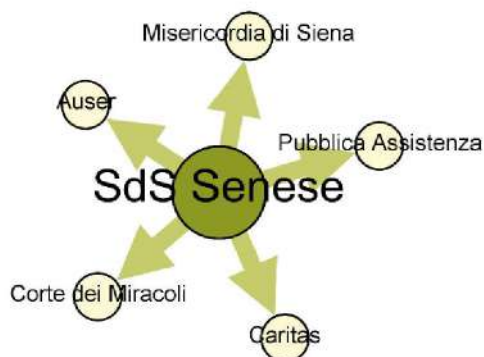 Misericordia di Siena
Auser
Pubblica Assistenza
SdS Senese
Corte dei Miracoli
Caritas